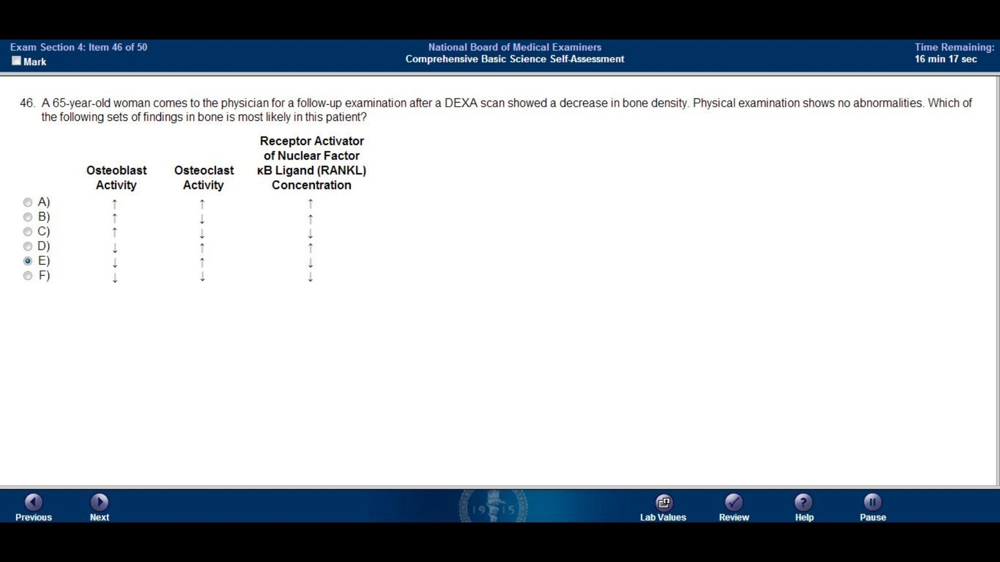 Exam Section 4: Item 46 of 50
National Board of Medical Examiners
Time Remaining:
Mark
Comprehensive Basic Science Self-Assessment
16 min 17 sec
46. A 65-year-old woman comes to the physician for a follow-up examination after a DEXA scan showed a decrease in bone density. Physical examination shows no abnormalities. Which of
the following sets of findings in bone is most likely in this patient?
Receptor Activator
of Nuclear Factor
Osteoblast Osteoclast κB Ligand (RANKL)
Activity Activity Concentration
A) ↑ ↑ ↑
B) ↑ ↓ ↑
C) ↑ ↓ ↓
D) ↓ ↑ ↑
E) ↓ ↑ ↓
F) ↓ ↓ ↓
19 15
Previous Next Lab Values Review Help Pause